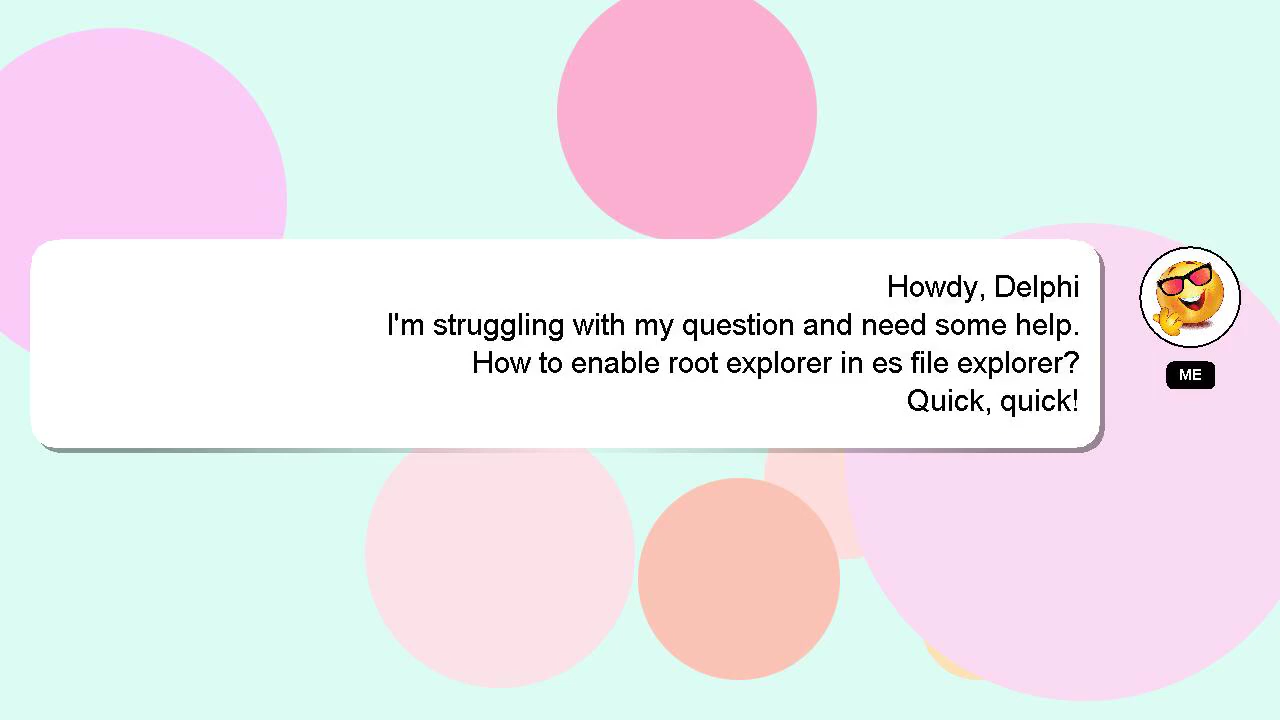 Howdy, Delphi
I'm struggling with my question and need some help.
How to enable root explorer in es file explorer?
Quick, quick!
ME